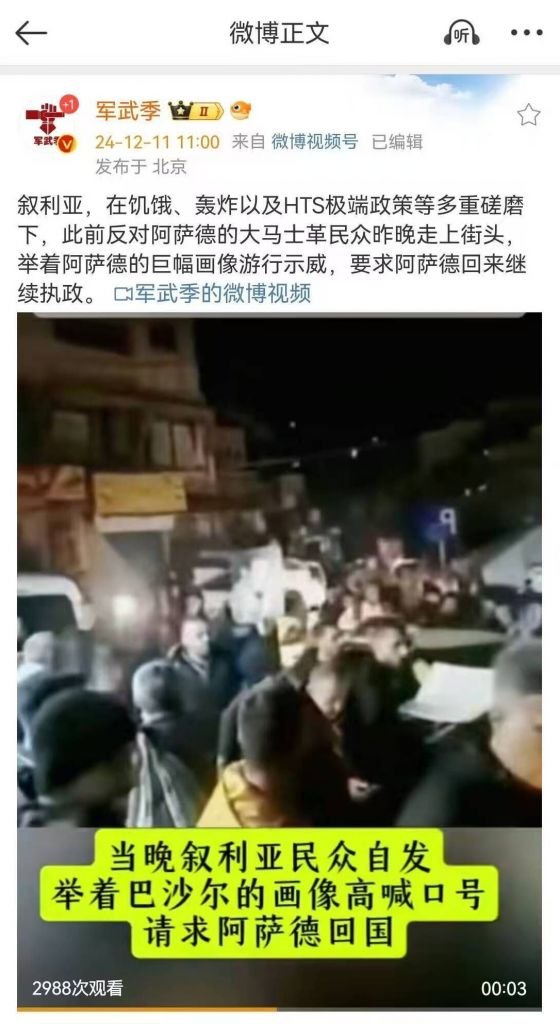 微博正文
听
+1
军武季
II
军武季
V
24-12-11 11:00 来自 微博视频号 已编辑
发布于 北京
叙利亚，在饥饿、轰炸以及HTS极端政策等多重磋磨
下，此前反对阿萨德的大马士革民众昨晚走上街头，
举着阿萨德的巨幅画像游行示威，要求阿萨德回来继
续执政。 军武季的微博视频
当晚叙利亚民众自发
举着巴沙尔的画像高喊口号
请求阿萨德回国
2988次观看
00:03